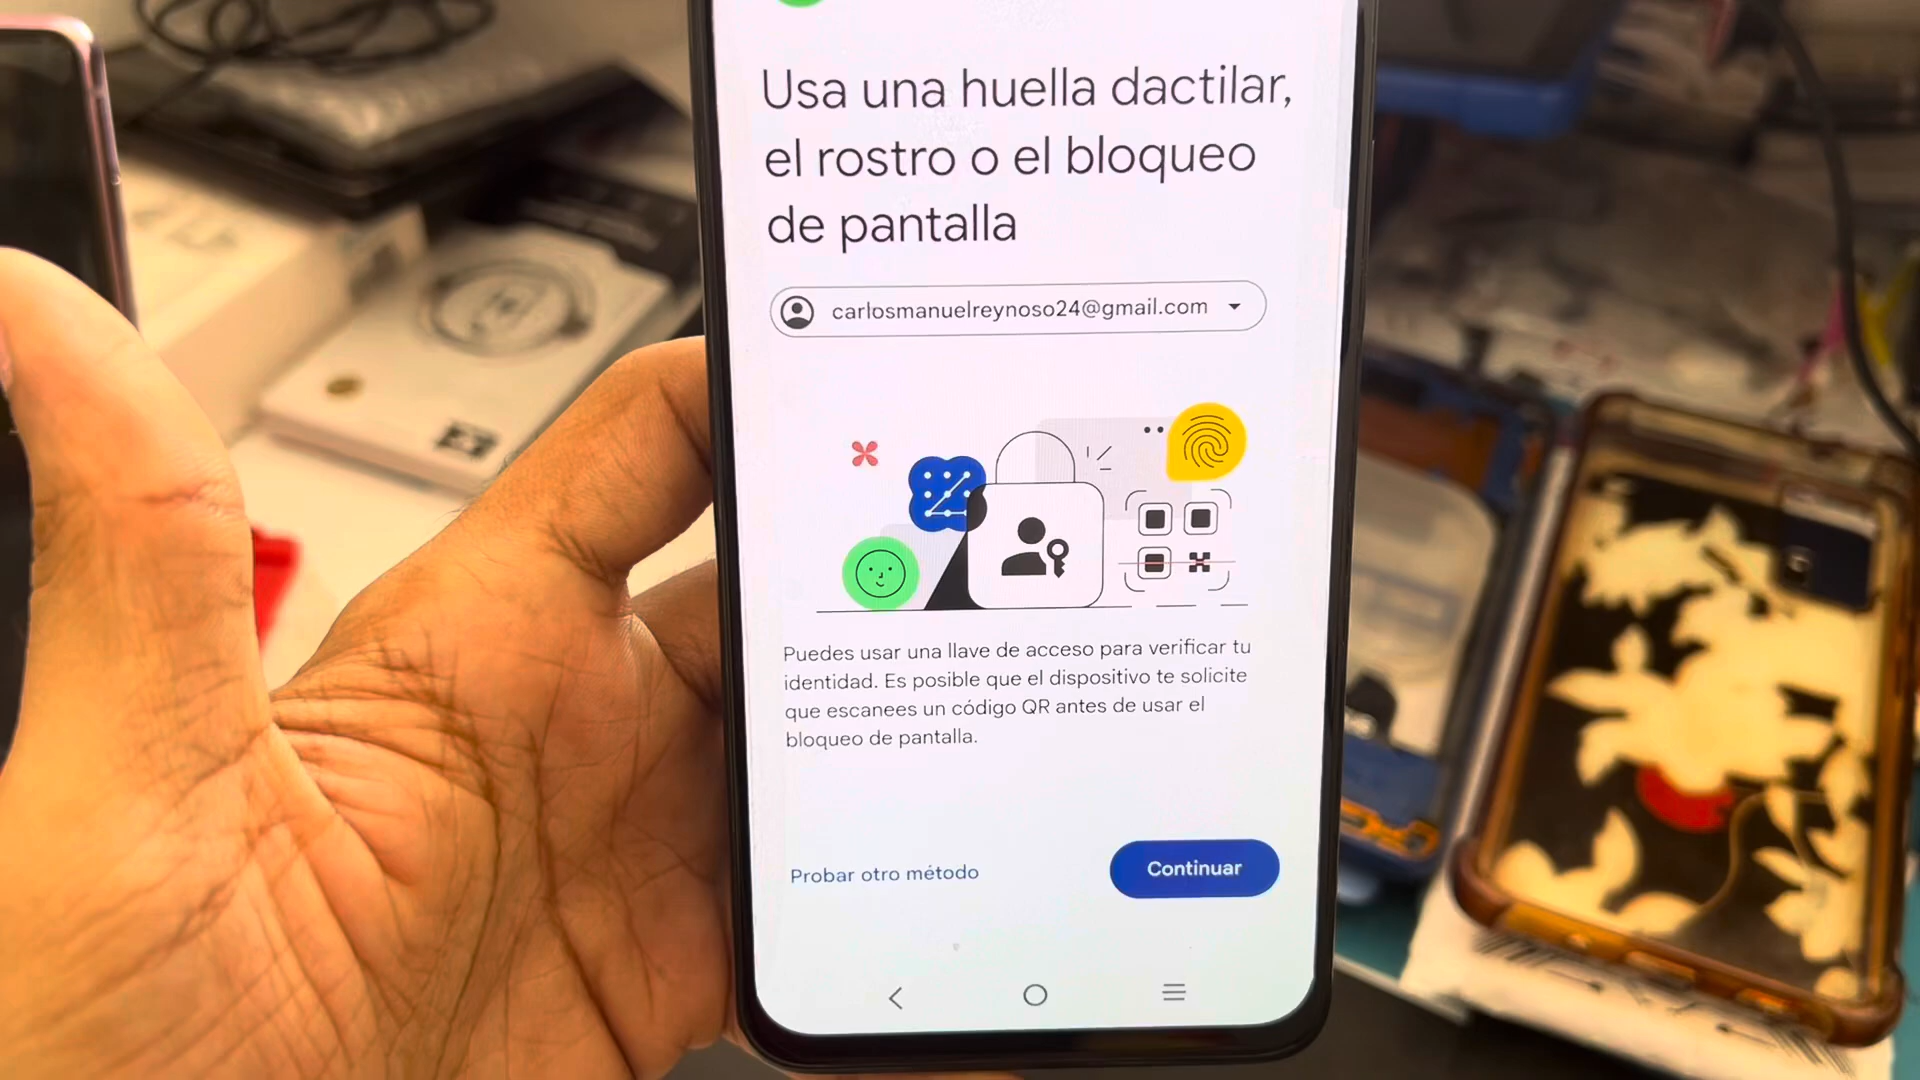 Usa una huella dactilar,
el rostro o el bloqueo
de pantalla
carlosmanuelreynoso24@gmail.com
Puedes usar una llave de acceso para verificar tu
identidad. Es posible que el dispositivo te solicite
que escanees un código QR antes de usar el
bloqueo de pantalla.
Probar otro método
Continuar